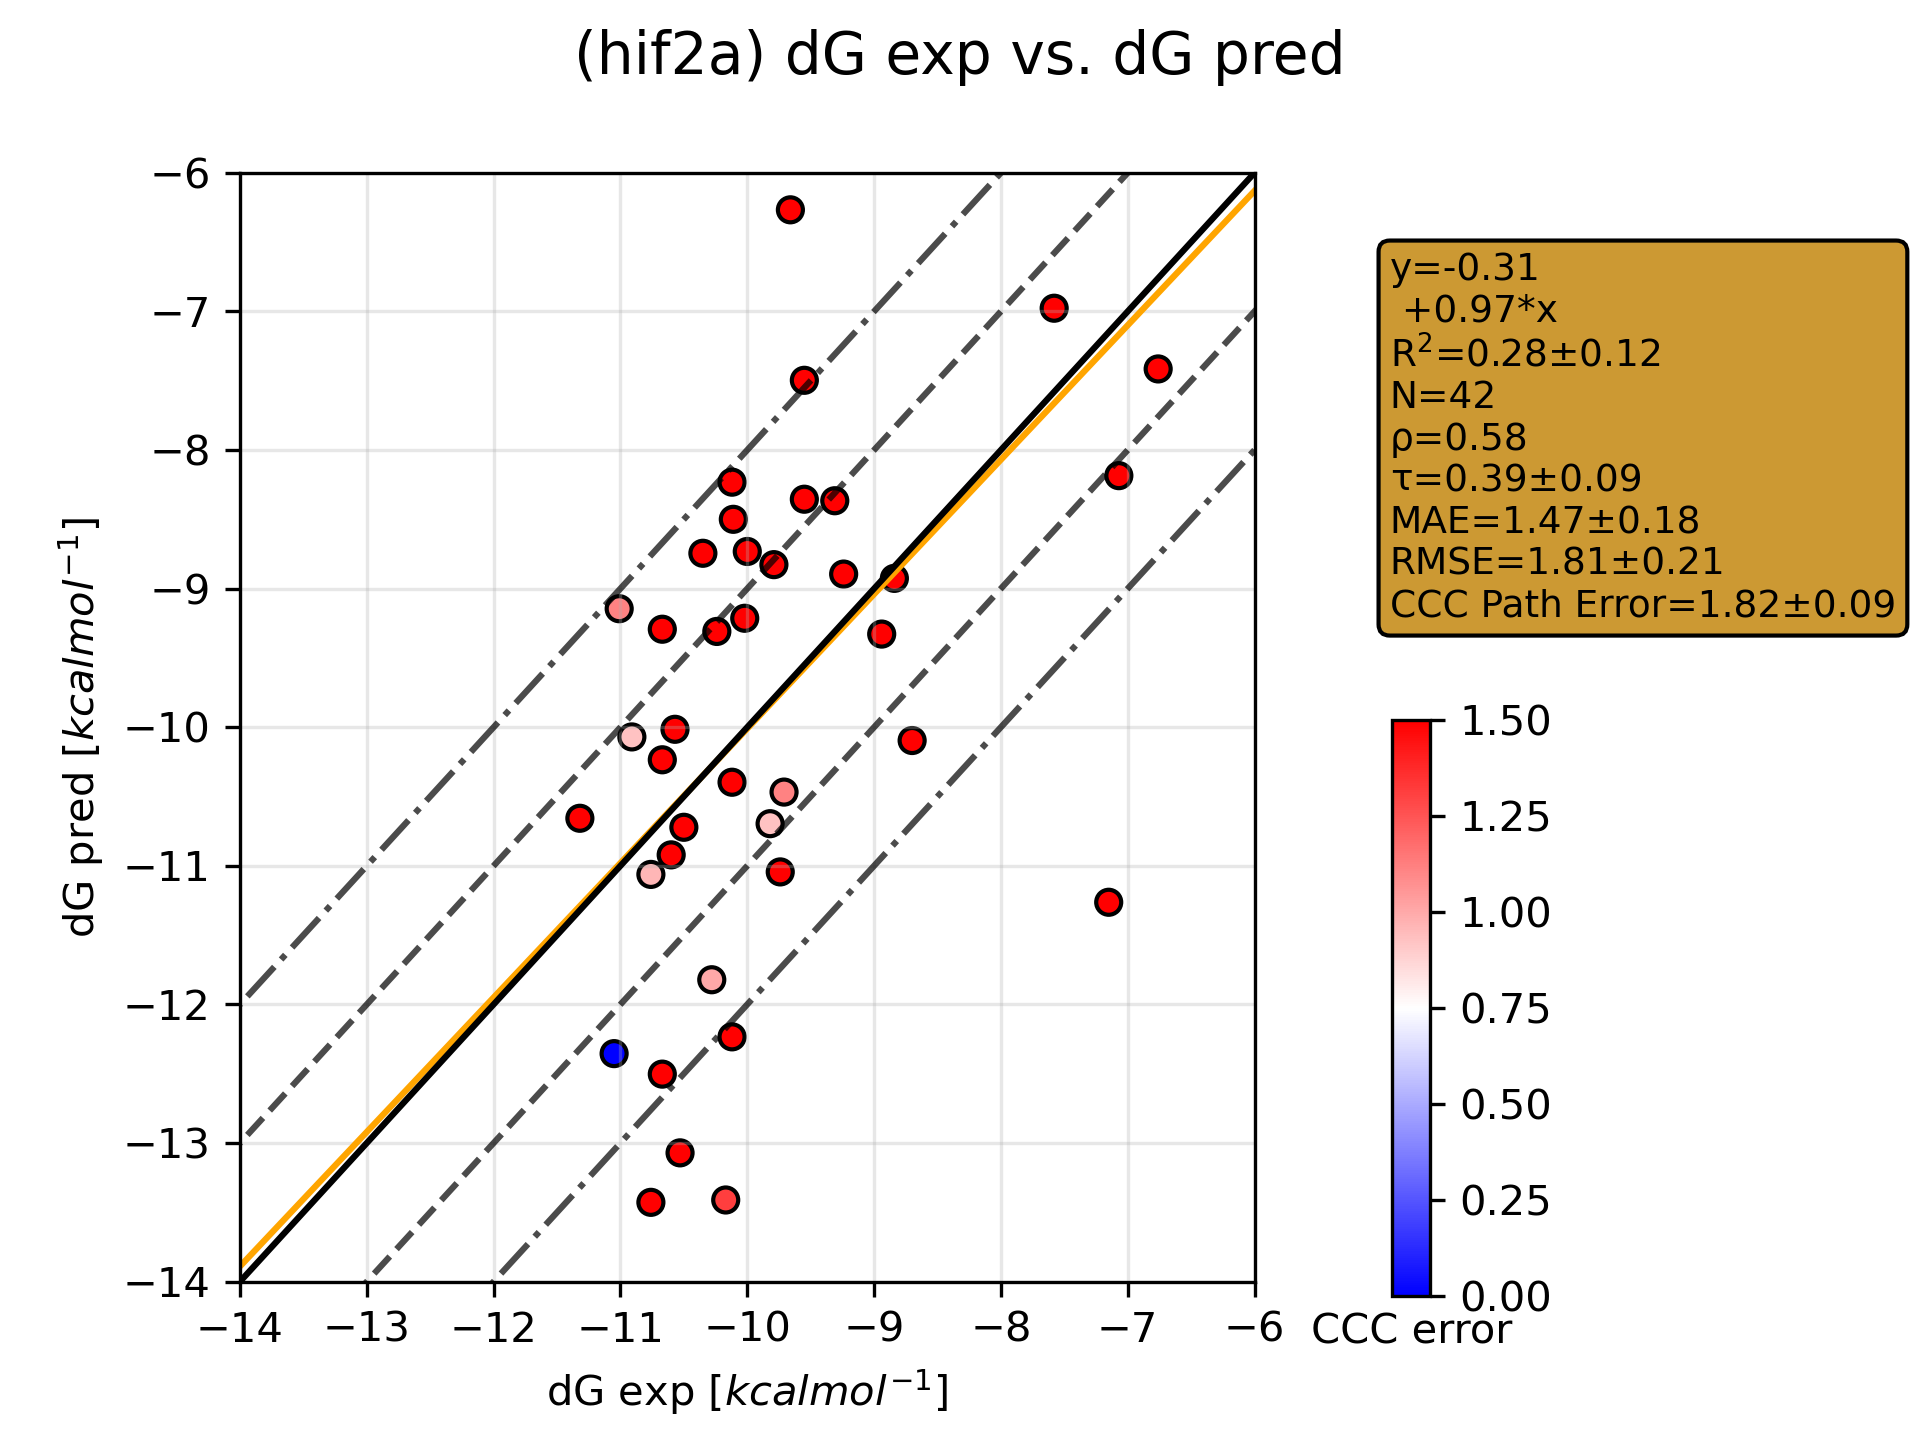 (hif2a) dG exp vs. dG pred
−6
−7
−8
−9
−10
−11
−12
−13
−14
dG pred [kcalmol⁻¹]
−14 −13 −12 −11 −10 −9 −8 −7 −6
dG exp [kcalmol⁻¹]
y=-0.31
+0.97*x
R²=0.28±0.12
N=42
ρ=0.58
τ=0.39±0.09
MAE=1.47±0.18
RMSE=1.81±0.21
CCC Path Error=1.82±0.09
1.50
1.25
1.00
0.75
0.50
0.25
0.00
CCC error